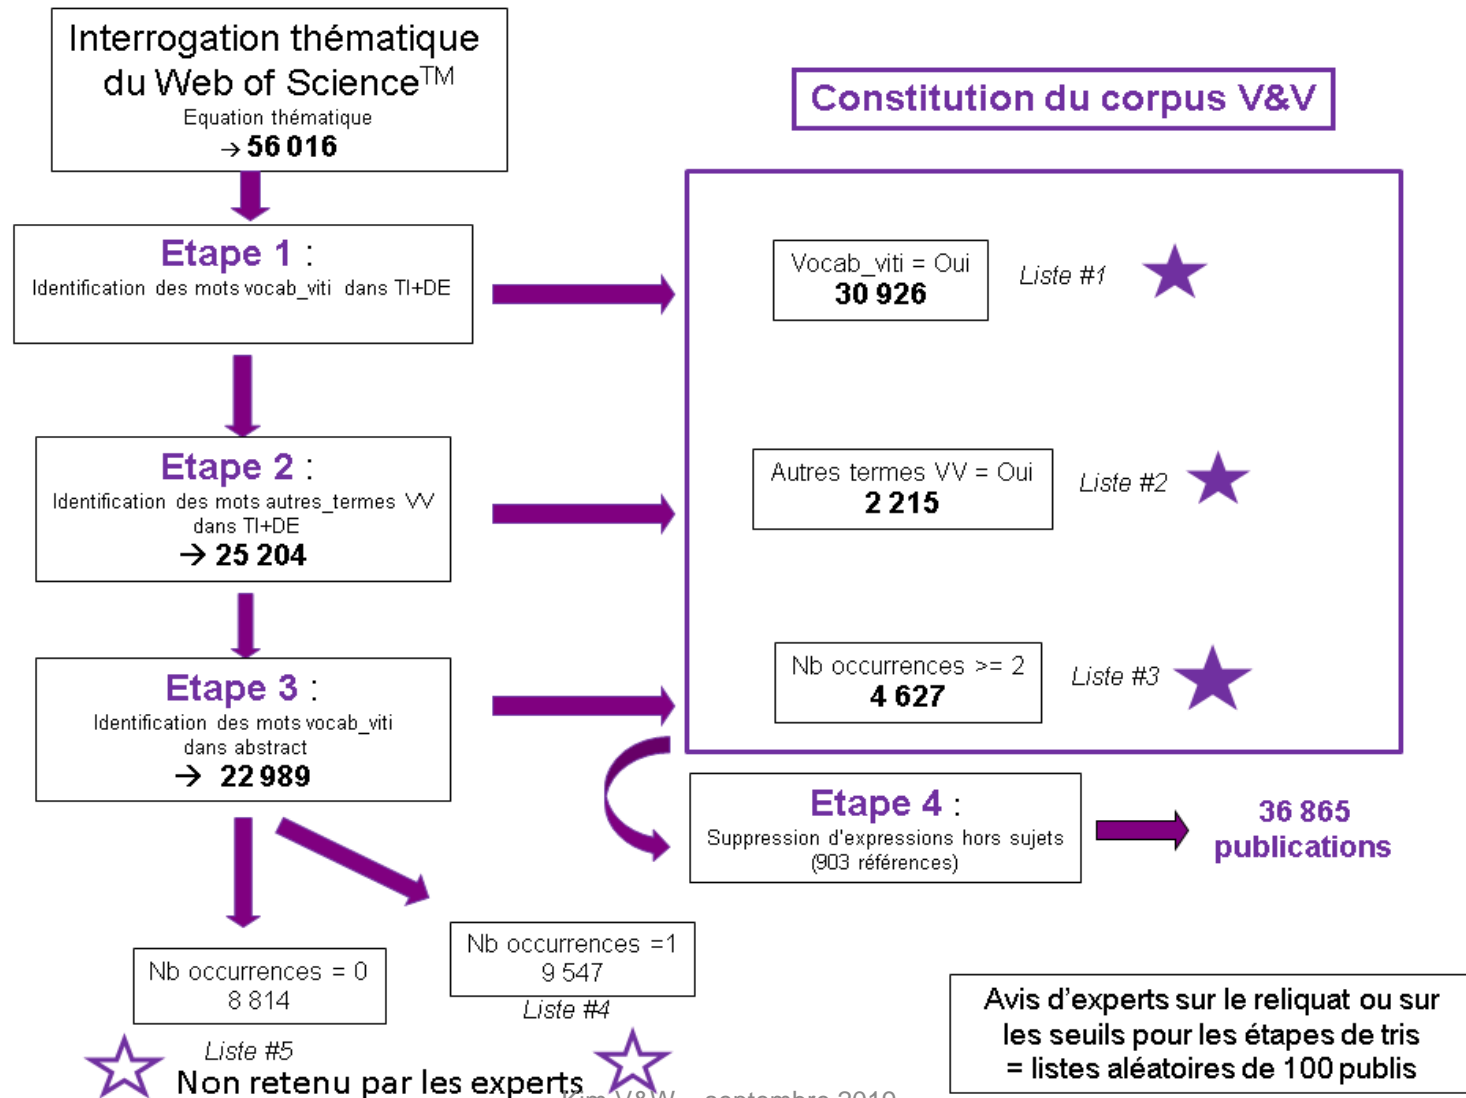 Interrogation thématique
du Web of Science™
Equation thématique
→ 56 016
Constitution du corpus V&V
Etape 1 :
Identification des mots vocab_viti dans TI+DE
Vocab_viti = Oui
30 926
Liste #1
Etape 2 :
Identification des mots autres_termes VV
dans TI+DE
→ 25 204
Autres termes VV = Oui
2 215
Liste #2
Etape 3 :
Identification des mots vocab_viti
dans abstract
→ 22 989
Nb occurrences >= 2
4 627
Liste #3
Etape 4 :
Suppression d'expressions hors sujets
(903 références)
36 865
publications
Nb occurrences =1
9 547
Liste #4
Nb occurrences = 0
8 814
Liste #5
Non retenu par les experts
Kim V&W septembre 2019
Avis d'experts sur le reliquat ou sur
les seuils pour les étapes de tris
= listes aléatoires de 100 publis